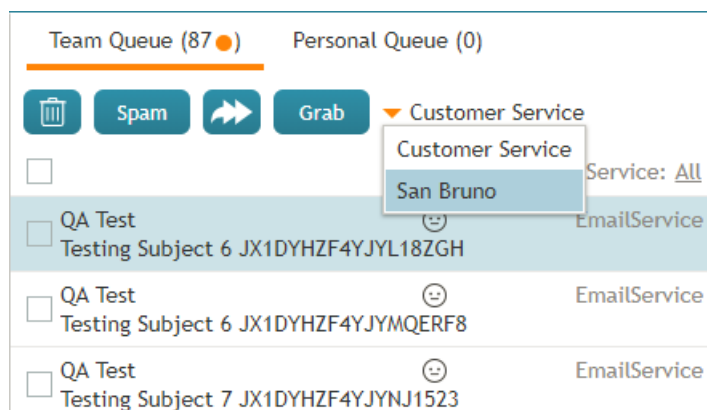 Team Queue (87 ) Personal Queue (0)
Spam Grab Customer Service
Customer Service
Service: All
San Bruno
QA Test EmailService
Testing Subject 6 JX1DYHZF4YJYL18ZGH
QA Test EmailService
Testing Subject 6 JX1DYHZF4YJYMQERF8
QA Test EmailService
Testing Subject 7 JX1DYHZF4YJYNJ1523